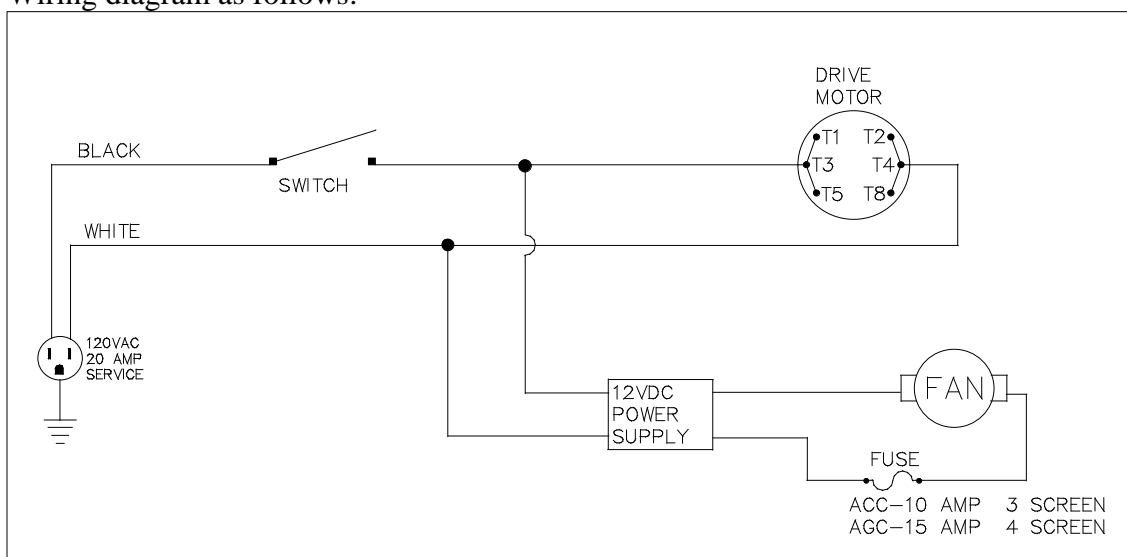 Wiring diagram as follows:
DRIVE
MOTOR
BLACK
T1 T2
T3 T4
T5 T8
SWITCH
WHITE
120VAC
20 AMP
SERVICE
12VDC
POWER
SUPPLY
FAN
FUSE
ACC-10 AMP 3 SCREEN
AGC-15 AMP 4 SCREEN